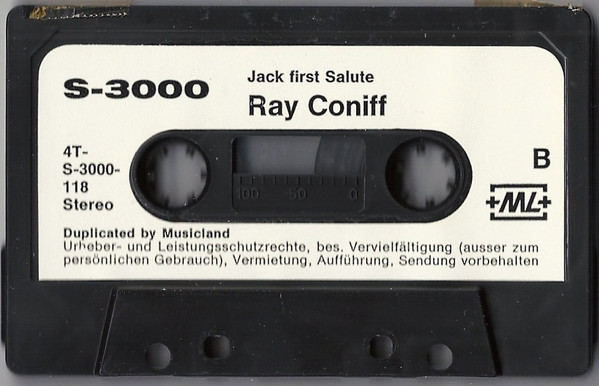 S-3000
Jack first Salute
Ray Coniff
4T-
S-3000-
118
Stereo
100 50 0
B
+ML+
Duplicated by Musicland
Urheber- und Leistungsschutzrechte, bes. Vervielfältigung (ausser zum
persönlichen Gebrauch), Vermietung, Aufführung, Sendung vorbehalten